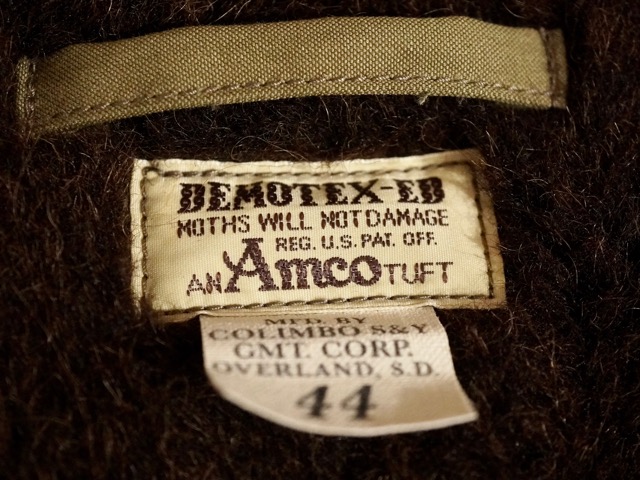 DEMOTEX-ED
MOTHS WILL NOT DAMAGE
REG. U.S. PAT. OFF.
AN Amco TUFT
MFD. BY
COLIMBO S&Y
GMT. CORP.
OVERLAND, S.D.
44